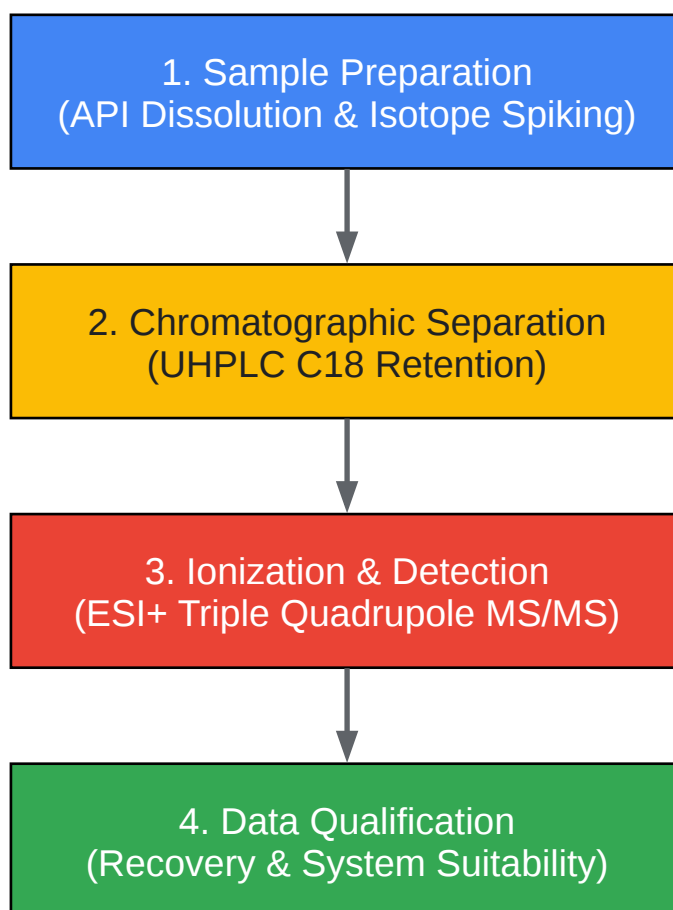 1. Sample Preparation
(API Dissolution & Isotope Spiking)
2. Chromatographic Separation
(UHPLC C18 Retention)
3. Ionization & Detection
(ESI+ Triple Quadrupole MS/MS)
4. Data Qualification
(Recovery & System Suitability)